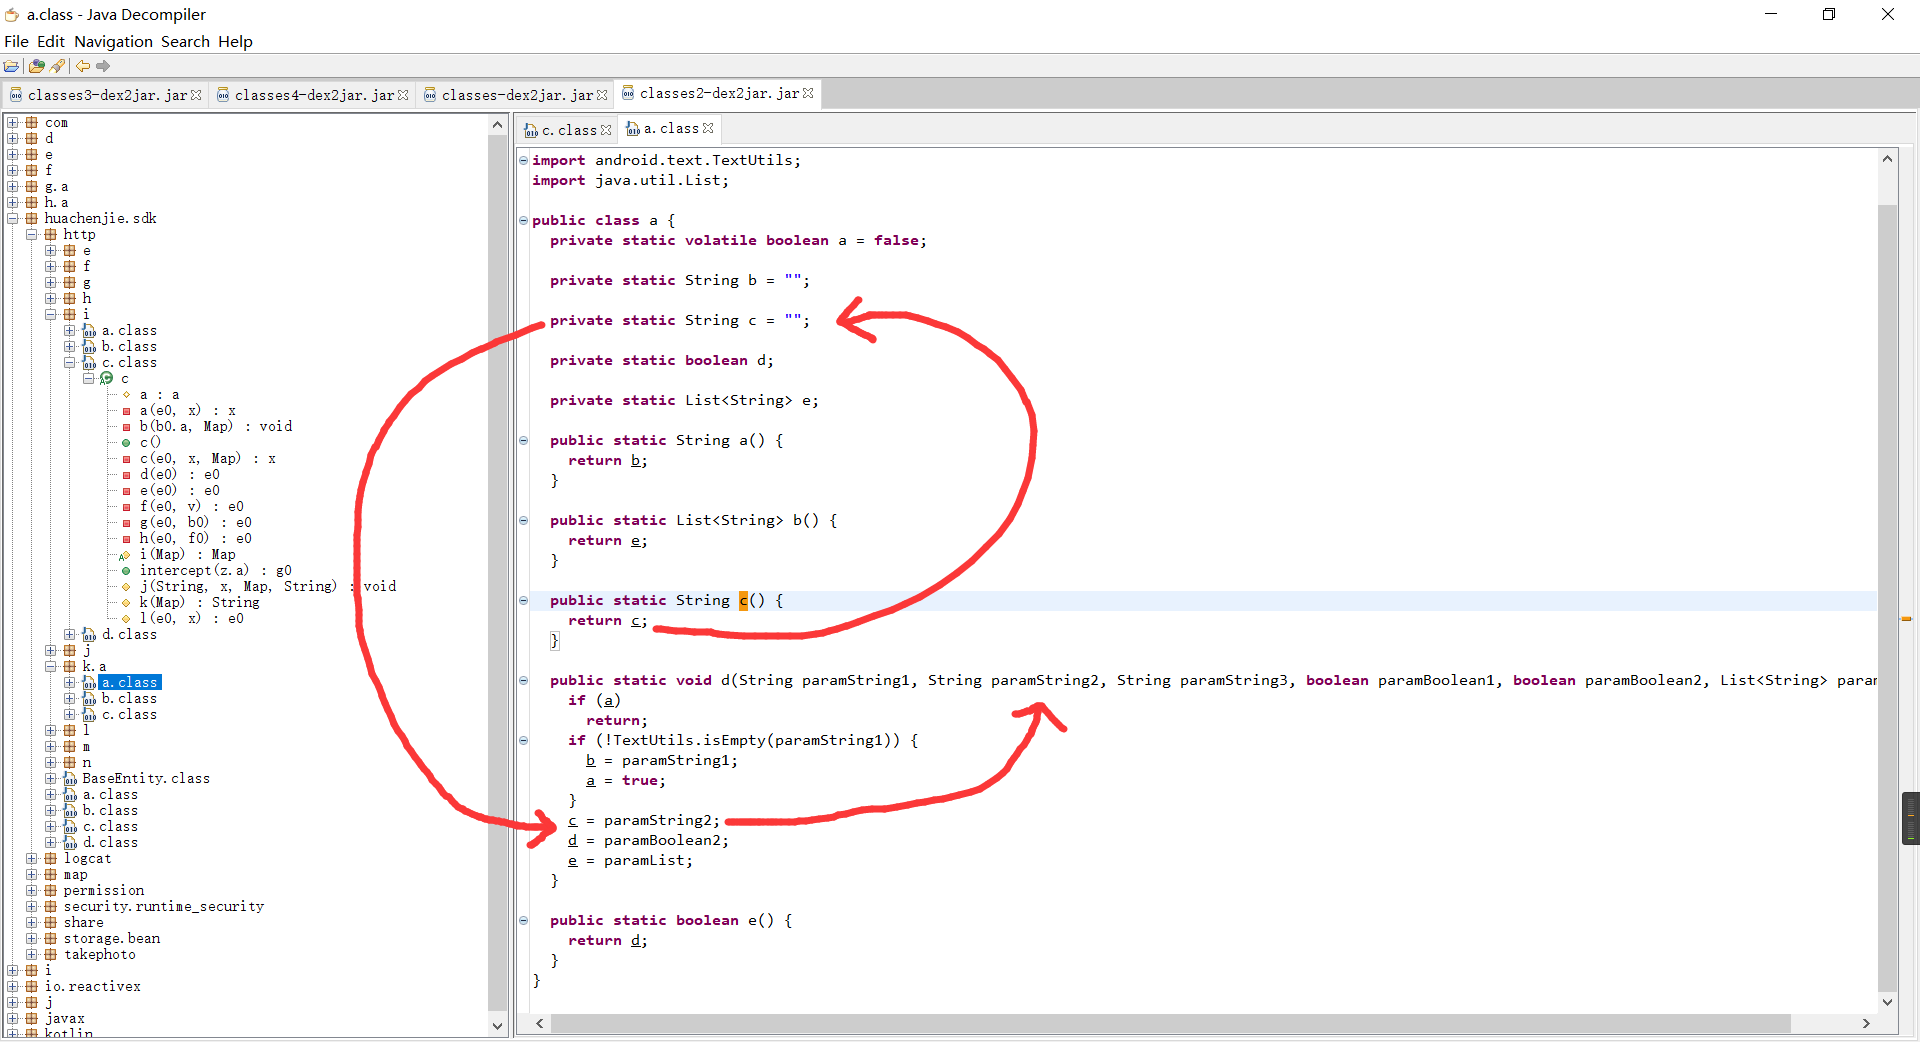 a.class - Java Decompiler
File Edit Navigation Search Help
classes3-dex2jar.jar classes4-dex2jar.jar classes-dex2jar.jar classes2-dex2jar.jar
com
d
e
f
g.a
h.a
huachenjie.sdk
http
e
f
g
h
i
a.class
b.class
c.class
c
a : a
a(e0, x) : x
b(b0.a, Map) : void
c()
c(e0, x, Map) : x
d(e0) : e0
e(e0) : e0
f(e0, v) : e0
g(e0, b0) : e0
h(e0, f0) : e0
i(Map) : Map
intercept(z.a) : g0
j(String, x, Map, String) : void
k(Map) : String
l(e0, x) : e0
d.class
j
k.a
a.class
b.class
c.class
l
m
n
BaseEntity.class
a.class
b.class
c.class
d.class
logcat
map
permission
security.runtime_security
share
storage.bean
takephoto
i
io.reactivex
j
javax
kotlin
c.class a.class
import android.text.TextUtils;
import java.util.List;
public class a {
private static volatile boolean a = false;
private static String b = "";
private static String c = "";
private static boolean d;
private static List<String> e;
public static String a() {
return b;
}
public static List<String> b() {
return e;
}
public static String c() {
return c;
}
public static void d(String paramString1, String paramString2, String paramString3, boolean paramBoolean1, boolean paramBoolean2, List<String> param
if (a)
return;
if (!TextUtils.isEmpty(paramString1)) {
b = paramString1;
a = true;
}
c = paramString2;
d = paramBoolean2;
e = paramList;
}
public static boolean e() {
return d;
}
}